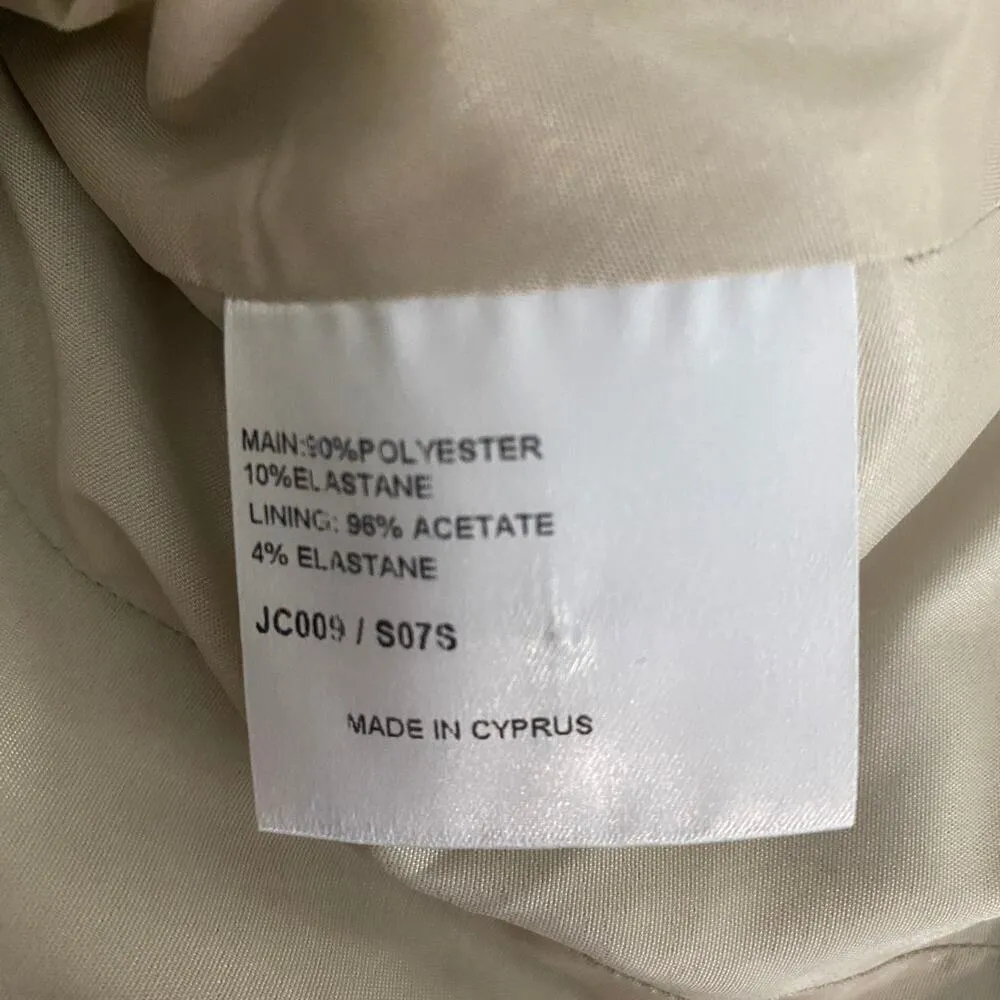 MAIN:90%POLYESTER
10%ELASTANE
LINING: 96% ACETATE
4% ELASTANE
JC009 / S07S
MADE IN CYPRUS